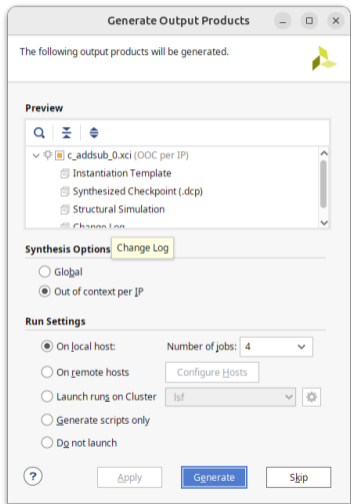 Generate Output Products
The following output products will be generated.
Preview
c_addsub_0.xci (OOC per IP)
Instantiation Template
Synthesized Checkpoint (.dcp)
Structural Simulation
Change Log
Synthesis Options
Change Log
Global
Out of context per IP
Run Settings
On local host: Number of jobs: 4
On remote hosts Configure Hosts
Launch runs on Cluster lsf
Generate scripts only
Do not launch
? Apply Generate Skip